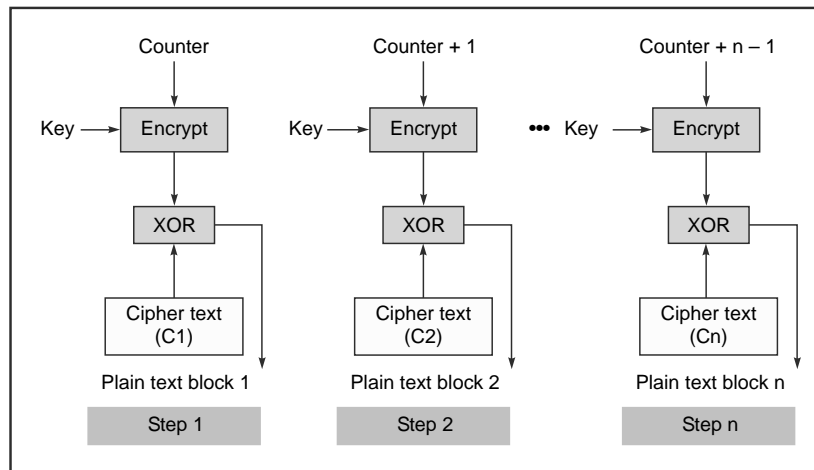 Counter
Counter + 1
Counter + n – 1
Key
Encrypt
Key
Encrypt
••• Key
Encrypt
XOR
XOR
XOR
Cipher text
(C1)
Cipher text
(C2)
Cipher text
(Cn)
Plain text block 1
Plain text block 2
Plain text block n
Step 1
Step 2
Step n